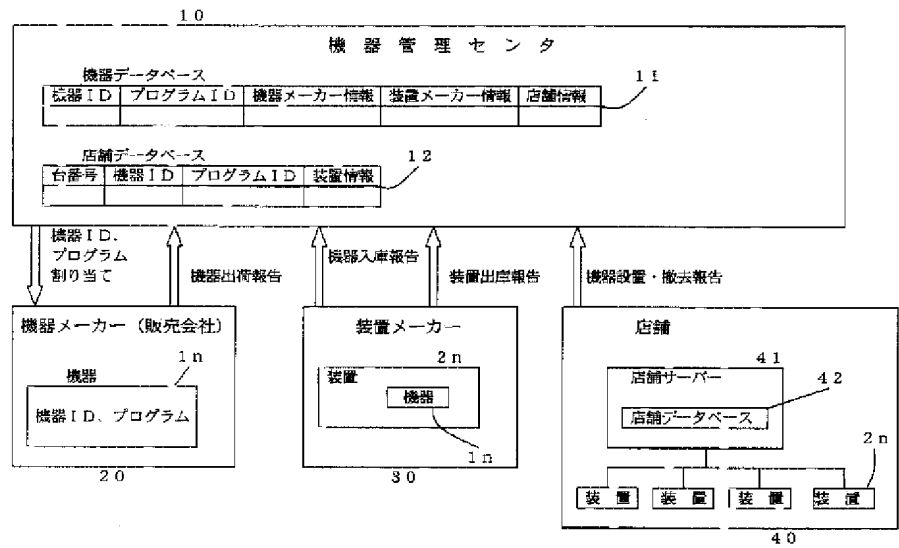 10
機器管理センタ
機器データベース
機器ID プログラムID 機器メーカー情報 装置メーカー情報 店舗情報
11
店舗データベース
台番号 機器ID プログラムID 装置情報
12
機器ID、
プログラム
割り当て
機器出荷報告
機器入庫報告
装置出庫報告
機器設置・撤去報告
機器メーカー(販売会社)
1n
機器
機器ID、プログラム
20
装置メーカー
2n
装置
機器
1n
30
店舗
41
店舗サーバー
42
店舗データベース
2n
装置 装置 装置 装置
40